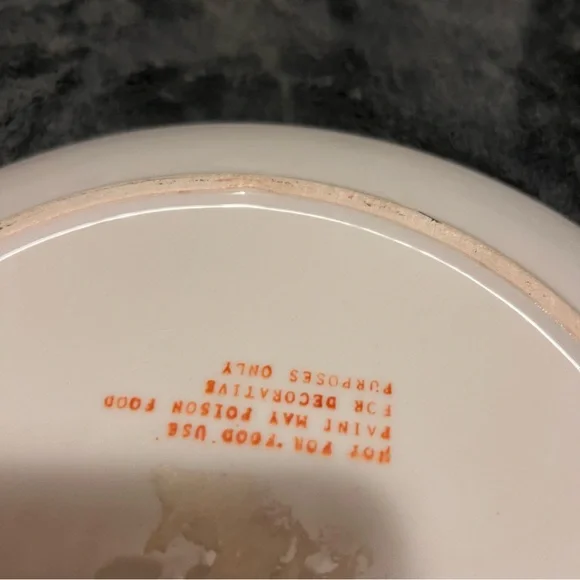 NOT FOR FOOD USE
PAINT MAY POISON FOOD
FOR DECORATIVE
PURPOSES ONLY